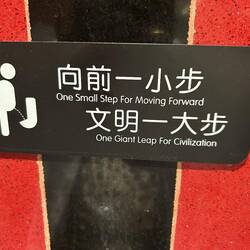 向前一小步
One Small Step For Moving Forward
文明一大步
One Giant Leap For Civilization